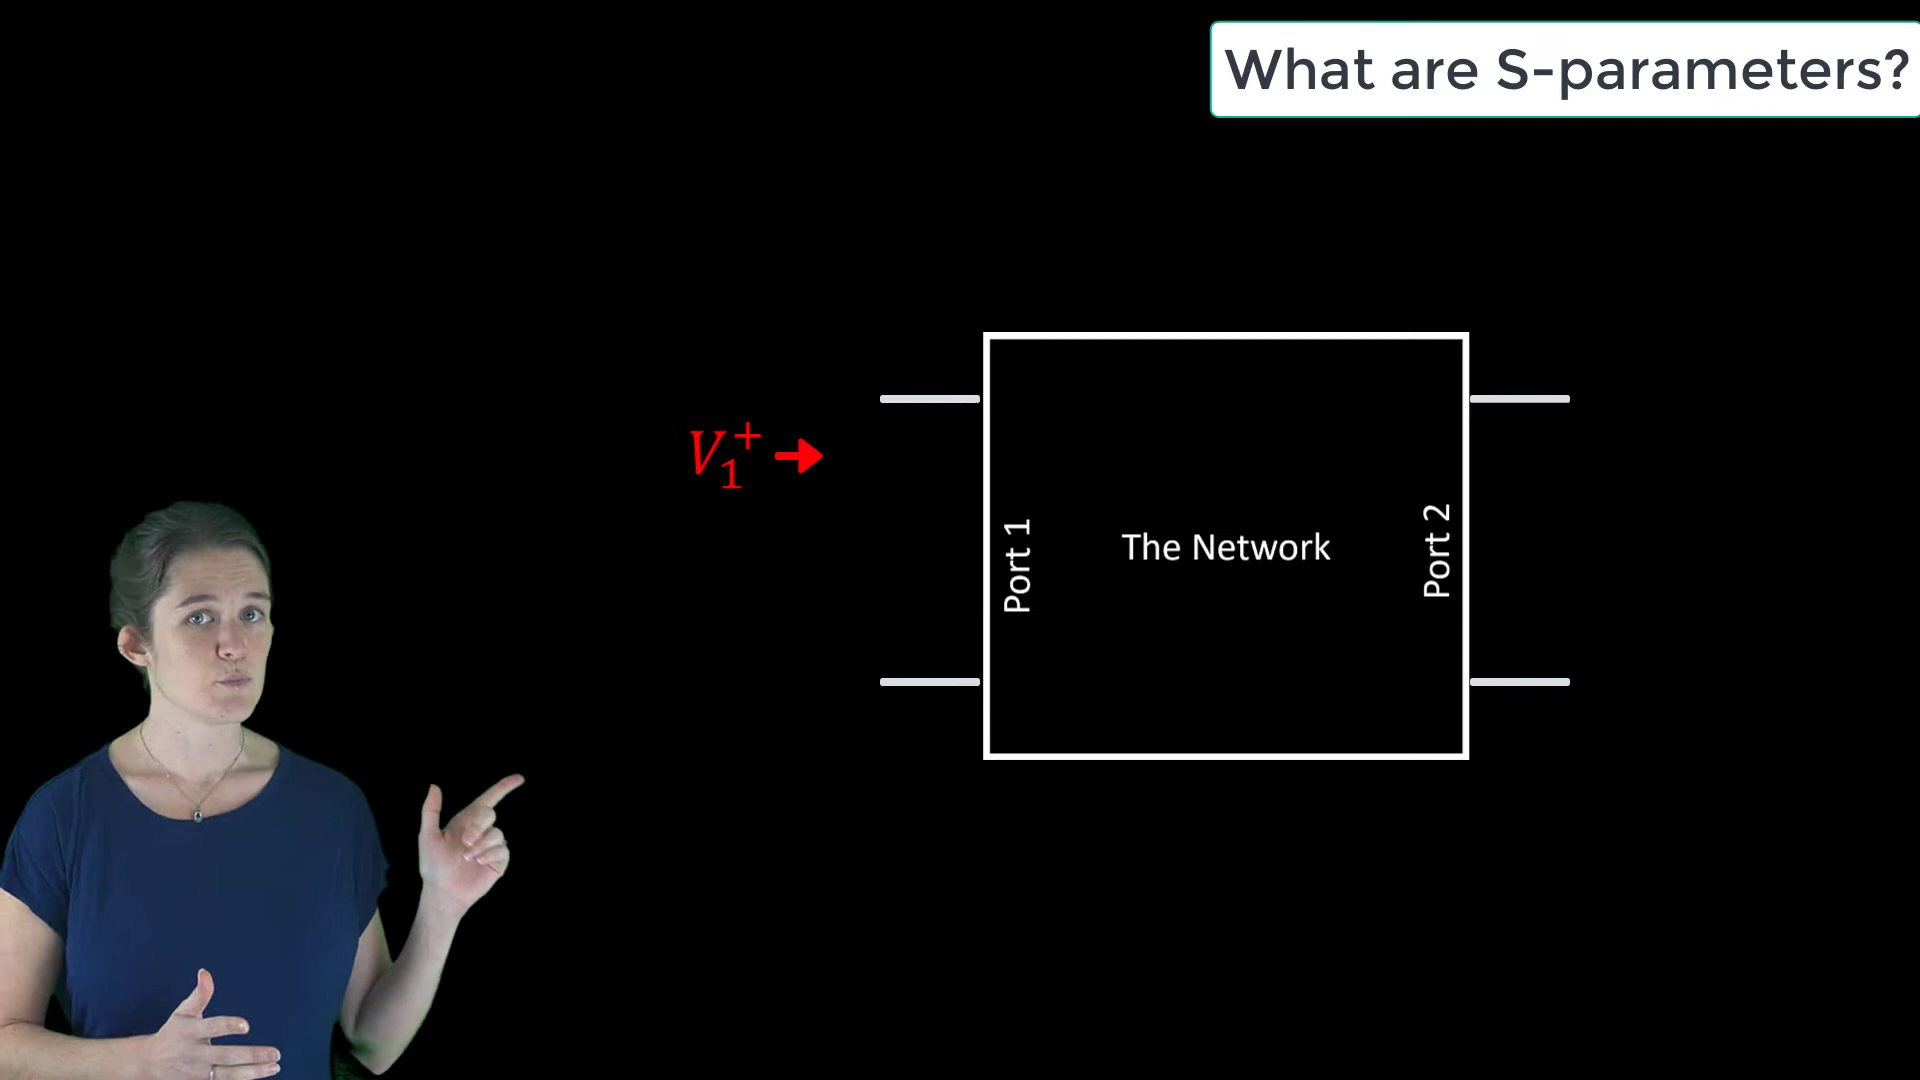 What are S-parameters?
V₁⁺
Port 1
The Network
Port 2